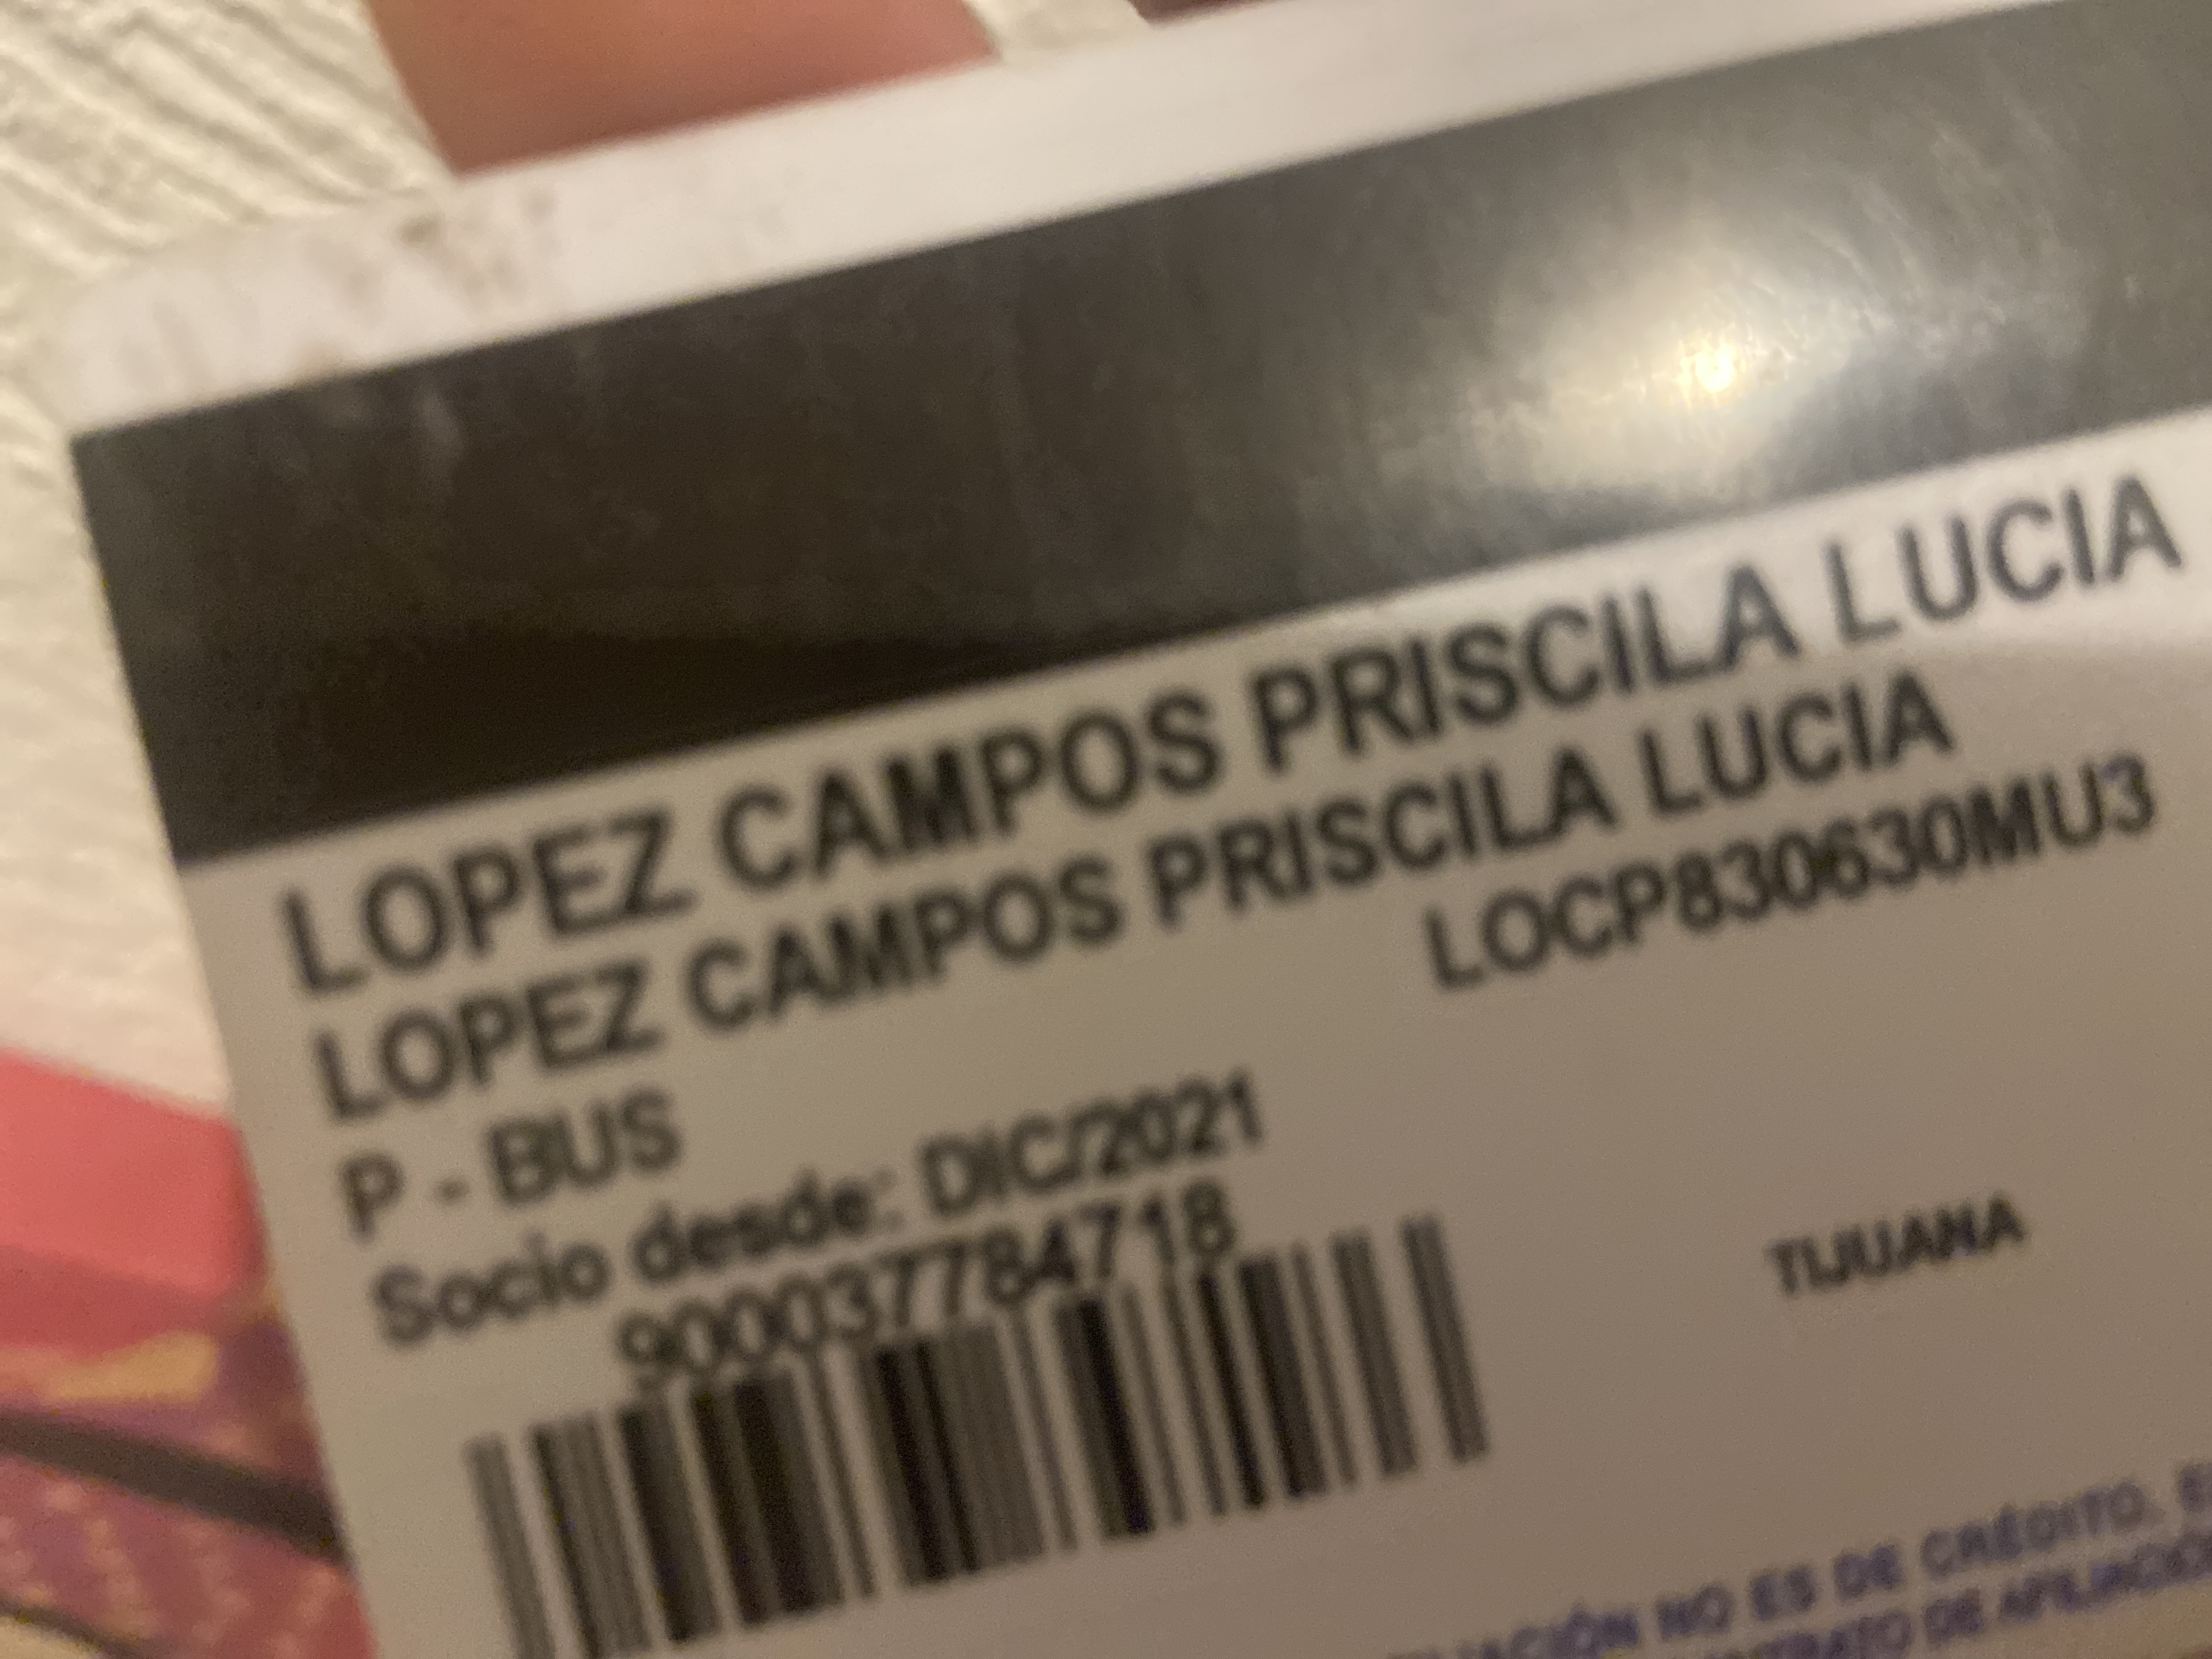 LOPEZ CAMPOS PRISCILA LUCIA
LOPEZ CAMPOS PRISCILA LUCIA
LOCP830630MU3
P - BUS
Socio desde: DIC/2021
900037784718
TIJUANA
NO ES DE CRÉDITO.
DE